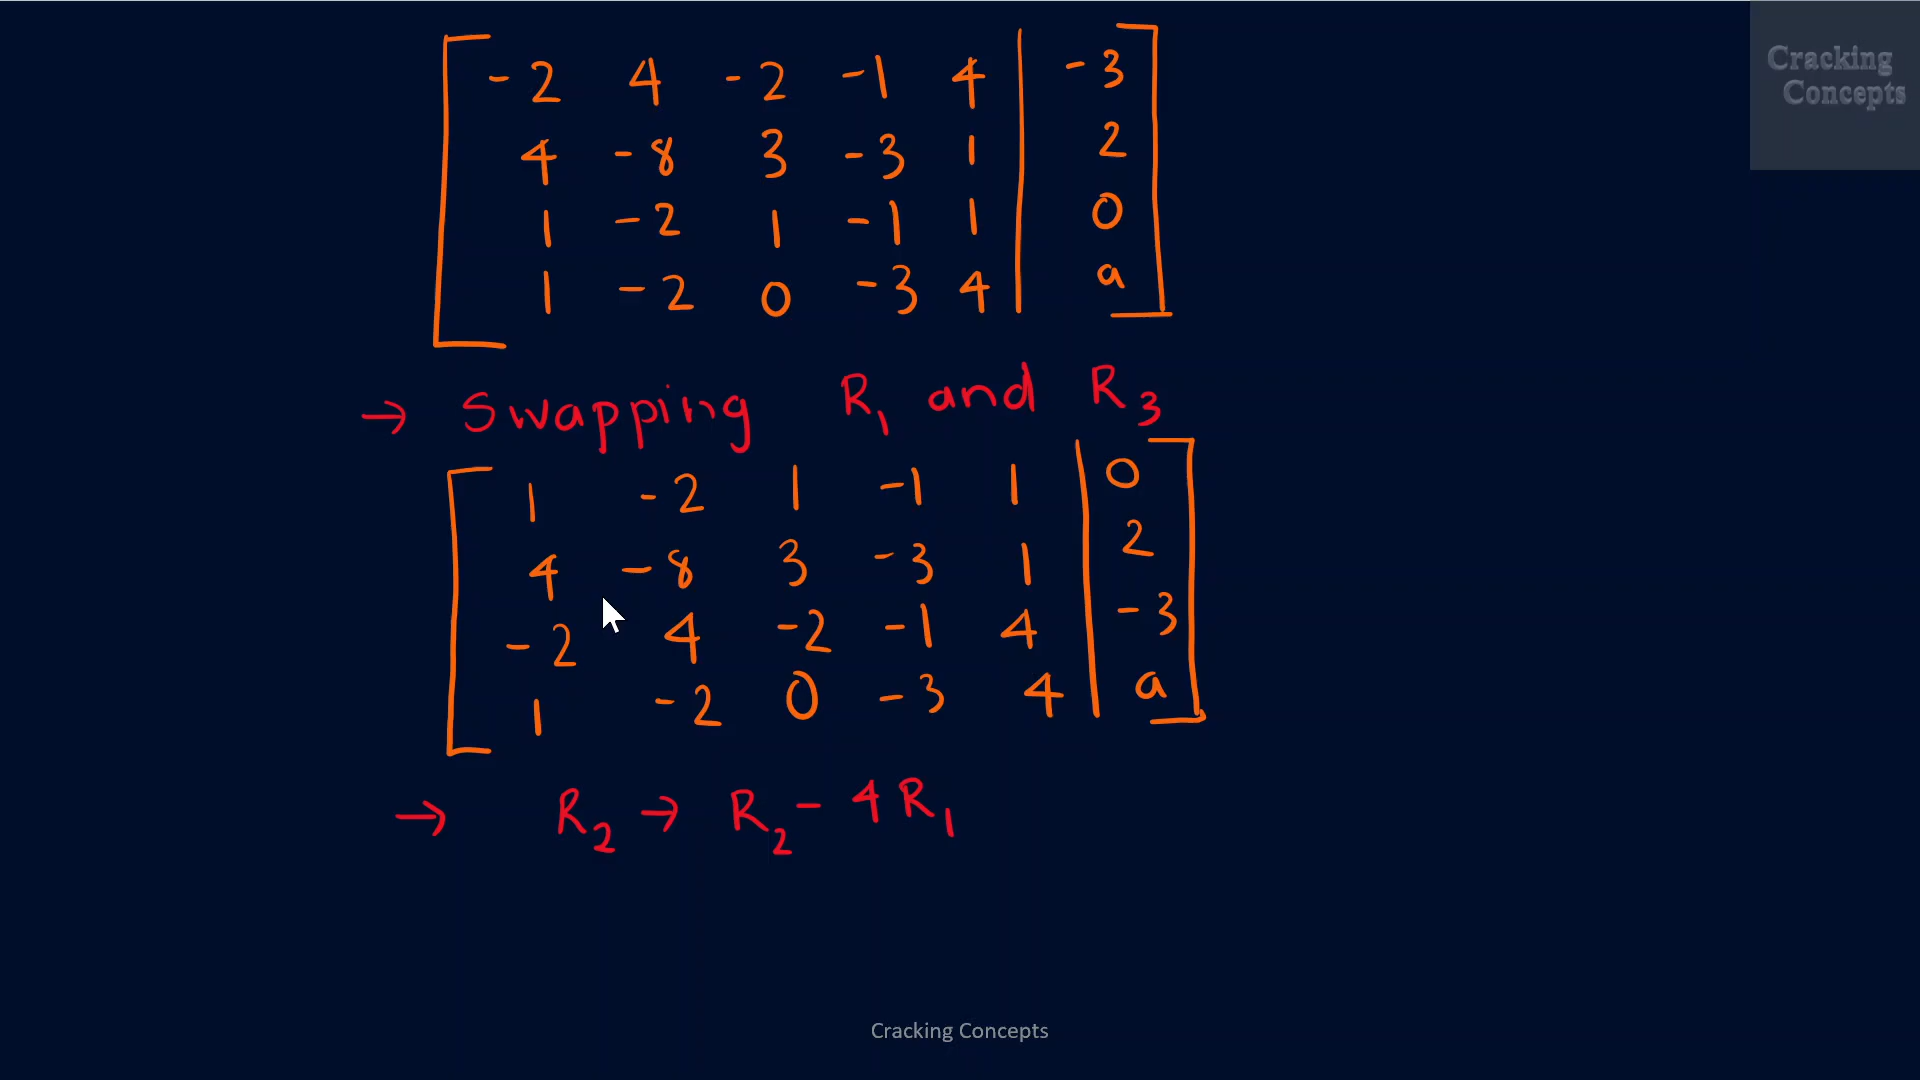 Cracking
Concepts
-2 4 -2 -1 4 | -3
4 -8 3 -3 1 | 2
1 -2 1 -1 1 | 0
1 -2 0 -3 4 | a
→ Swapping R₁ and R₃
1 -2 1 -1 1 | 0
4 -8 3 -3 1 | 2
-2 4 -2 -1 4 | -3
1 -2 0 -3 4 | a
→ R₂ → R₂ - 4R₁
Cracking Concepts